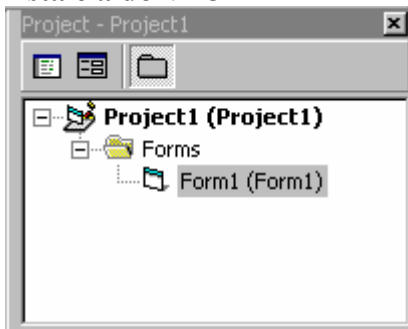 Project - Project1
Project1 (Project1)
Forms
Form1 (Form1)